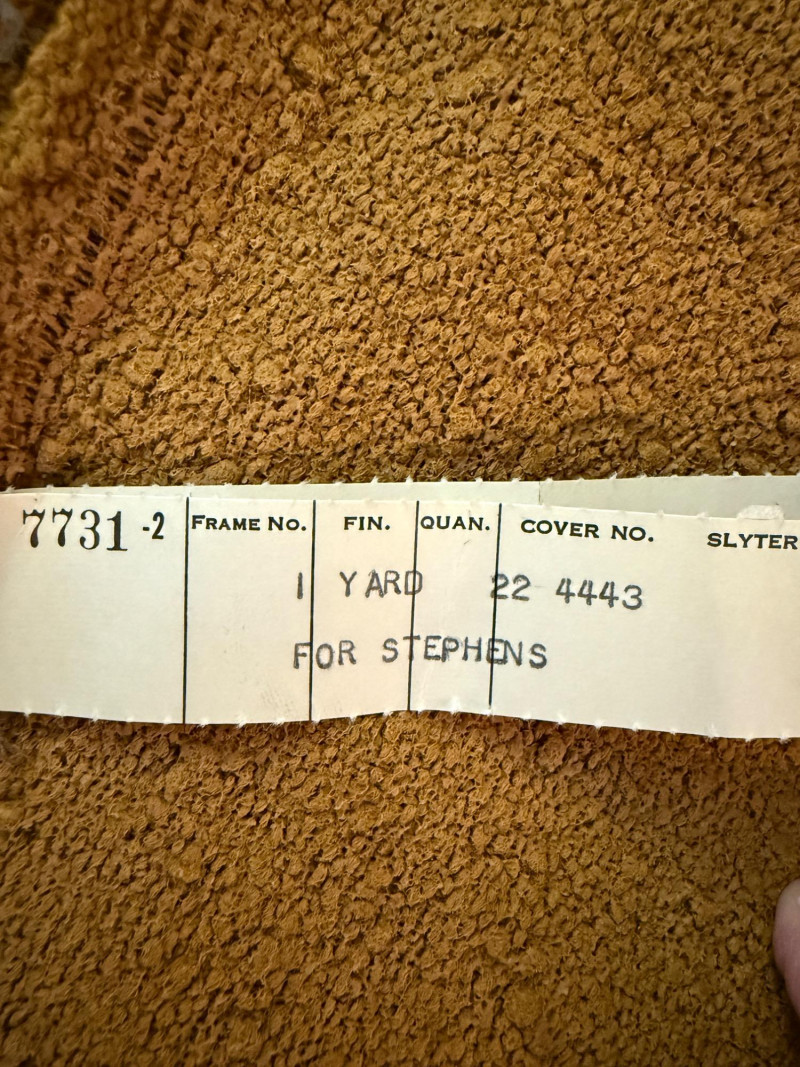 7731 -2 FRAME NO. FIN. QUAN. COVER NO. SLYTER
1 YARD 22 4443
FOR STEPHENS